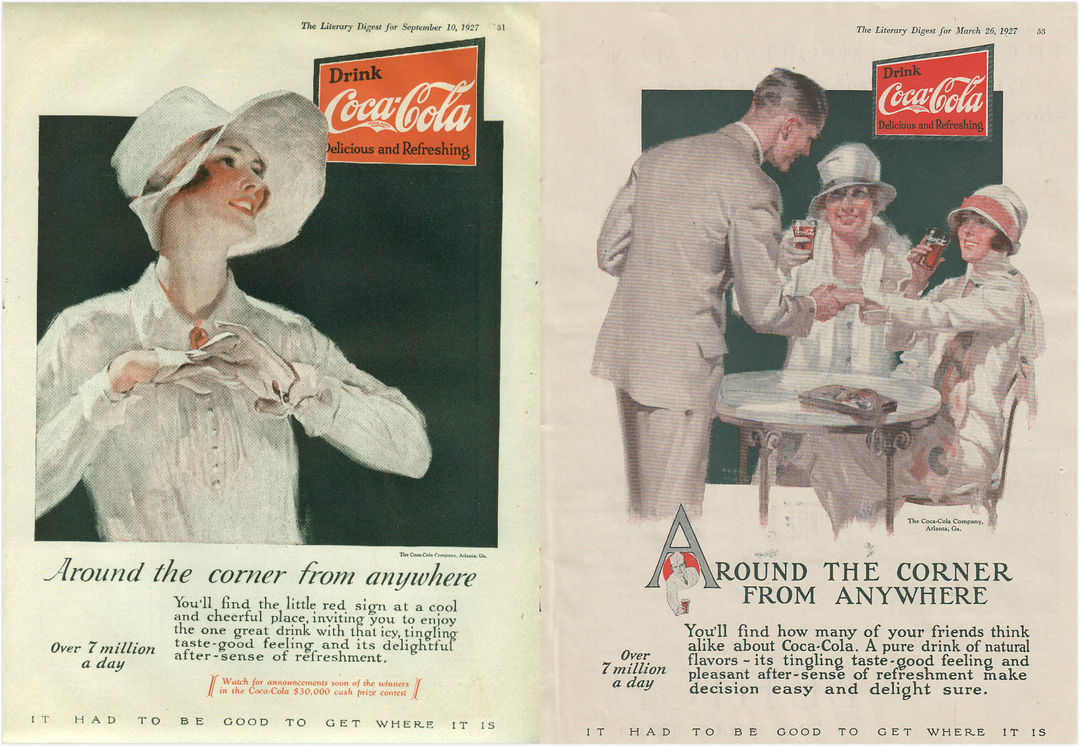 The Literary Digest for September 10, 1927 51
Drink
Coca-Cola
Delicious and Refreshing
The Coca-Cola Company, Atlanta, Ga.
Around the corner from anywhere
Over 7 million
a day
You'll find the little red sign at a cool
and cheerful place, inviting you to enjoy
the one great drink with that icy, tingling
taste-good feeling and its delightful
after-sense of refreshment.
Watch for announcements soon of the winners
in the Coca-Cola $30,000 cash prize contest
IT HAD TO BE GOOD TO GET WHERE IT IS
The Literary Digest for March 26, 1927 53
Drink
Coca-Cola
Delicious and Refreshing
Coca-Cola
Coca-Cola
The Coca-Cola Company,
Atlanta, Ga.
AROUND THE CORNER
FROM ANYWHERE
Over
7 million
a day
You'll find how many of your friends think
alike about Coca-Cola. A pure drink of natural
flavors - its tingling taste-good feeling and
pleasant after-sense of refreshment make
decision easy and delight sure.
IT HAD TO BE GOOD TO GET WHERE IT IS